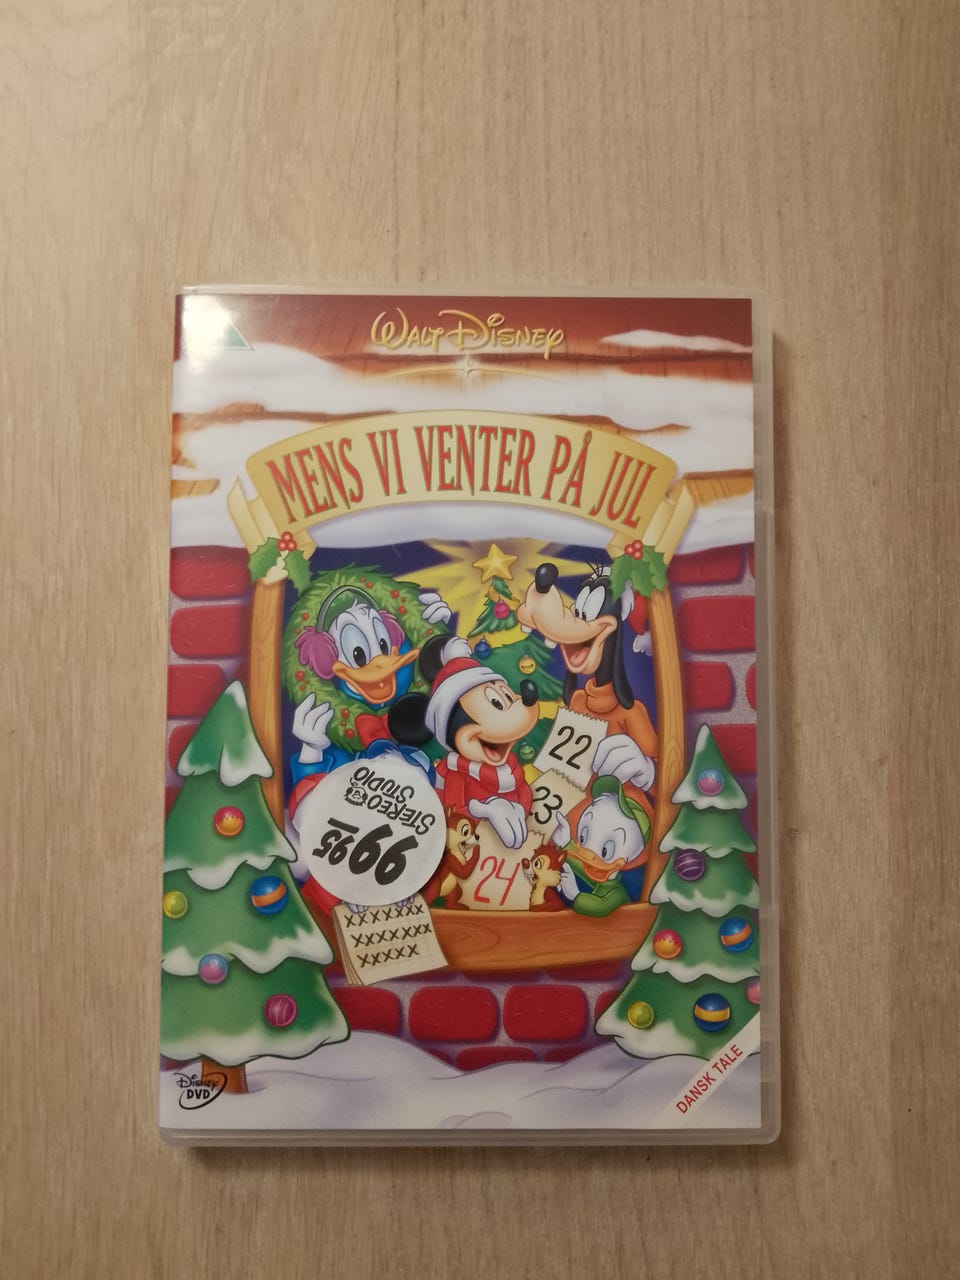 WALT DISNEY
MENS VI VENTER PÅ JUL
22
23
24
STEREO
STUDIO
99 95
XXXXXXX
XXXXXXX
XXXXX
DISNEY
DVD
DANSK TALE